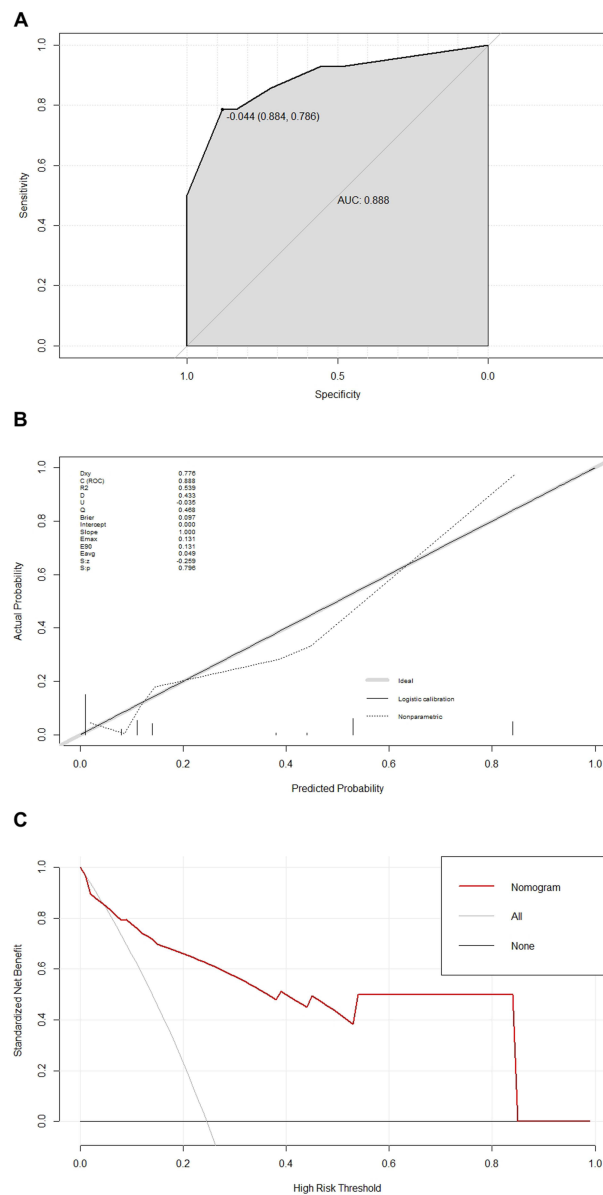 A
1.0
0.8
0.6
0.4
0.2
0.0
Sensitivity
-0.044 (0.884, 0.786)
AUC: 0.888
1.0 0.5 0.0
Specificity
B
1.0
0.8
0.6
0.4
0.2
0.0
Actual Probability
Dxy 0.776
C (ROC) 0.888
R2 0.539
D 0.433
U -0.035
Q 0.468
Brier 0.097
Intercept 0.000
Slope 1.000
Emax 0.131
E90 0.131
Eavg 0.049
S:z -0.259
S:p 0.796
Ideal
Logistic calibration
Nonparametric
0.0 0.2 0.4 0.6 0.8 1.0
Predicted Probability
C
1.0
0.8
0.6
0.4
0.2
0.0
Standardized Net Benefit
Nomogram
All
None
0.0 0.2 0.4 0.6 0.8 1.0
High Risk Threshold